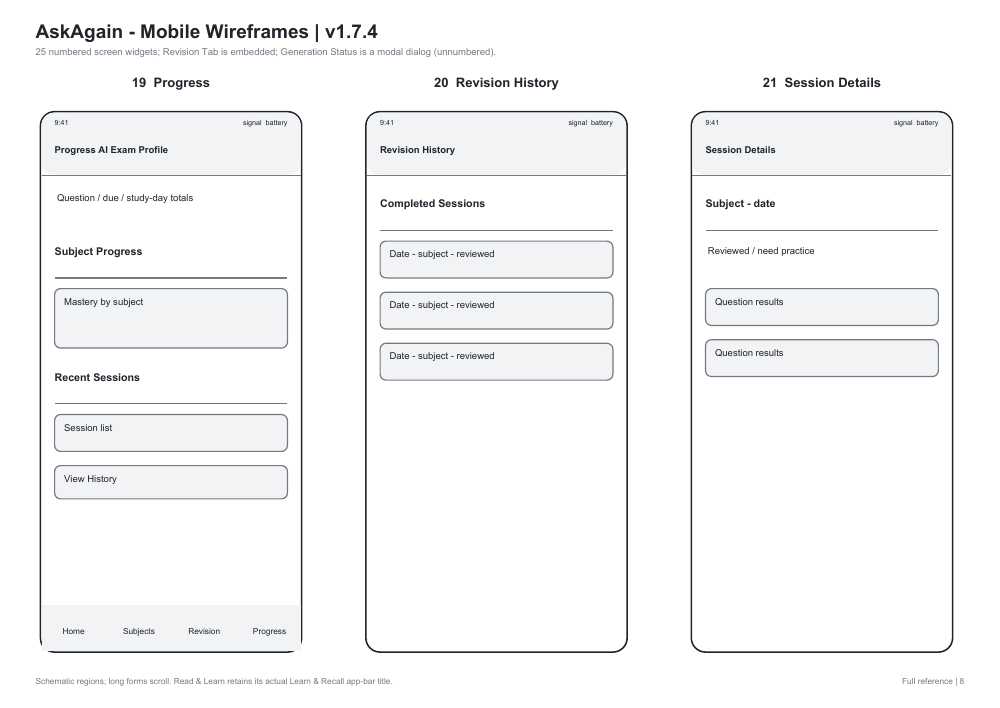 AskAgain - Mobile Wireframes | v1.7.4
25 numbered screen widgets; Revision Tab is embedded; Generation Status is a modal dialog (unnumbered).
19 Progress
9:41 signal battery
Progress AI Exam Profile
Question / due / study-day totals
Subject Progress
Mastery by subject
Recent Sessions
Session list
View History
Home Subjects Revision Progress
20 Revision History
9:41 signal battery
Revision History
Completed Sessions
Date - subject - reviewed
Date - subject - reviewed
Date - subject - reviewed
21 Session Details
9:41 signal battery
Session Details
Subject - date
Reviewed / need practice
Question results
Question results
Schematic regions; long forms scroll. Read & Learn retains its actual Learn & Recall app-bar title.
Full reference | 8